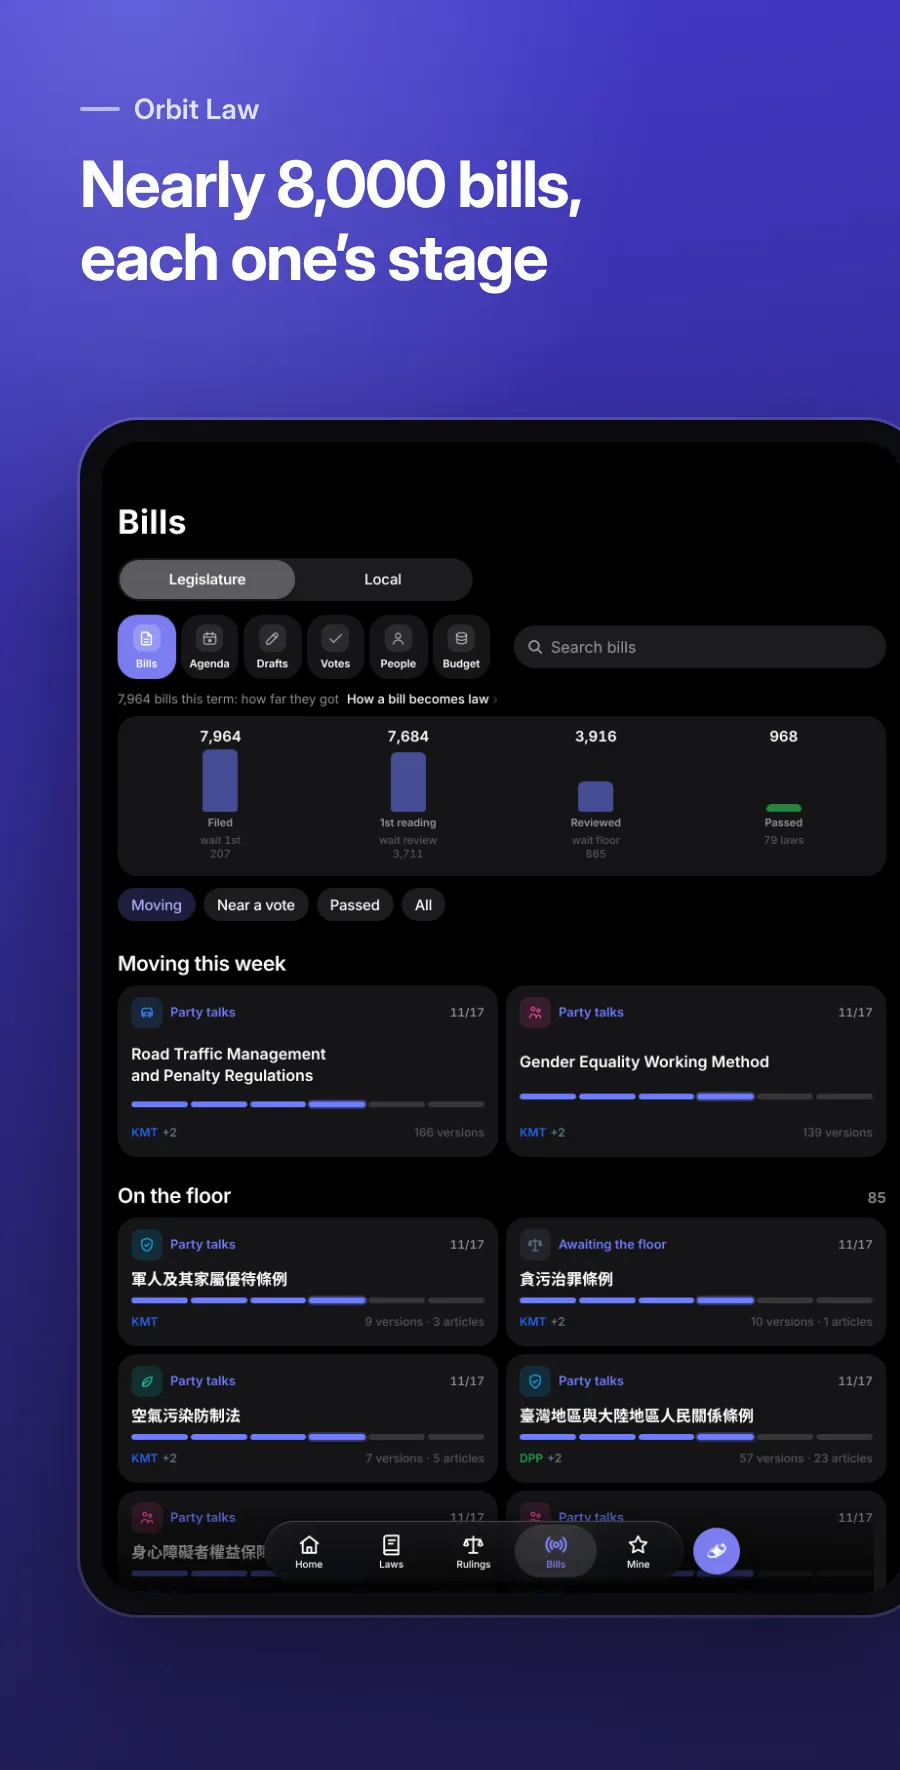 Orbit Law
Nearly 8,000 bills,
each one's stage
Bills
Legislature
Local
Bills
Agenda
Drafts
Votes
People
Budget
Search bills
7,964 bills this term: how far they got How a bill becomes law ›
7,964
7,684
3,916
968
Filed
1st reading
Reviewed
Passed
wait 1st
207
wait review
3,711
wait floor
865
79 laws
Moving
Near a vote
Passed
All
Moving this week
Party talks
11/17
Road Traffic Management
and Penalty Regulations
KMT +2
166 versions
Party talks
11/17
Gender Equality Working Method
KMT +2
139 versions
On the floor
85
Party talks
11/17
軍人及其家屬優待條例
KMT
9 versions · 3 articles
Awaiting the floor
11/17
貪污治罪條例
KMT +2
10 versions · 1 articles
Party talks
11/17
空氣污染防制法
KMT +2
7 versions · 5 articles
Party talks
11/17
臺灣地區與大陸地區人民關係條例
DPP +2
57 versions · 23 articles
Party talks
11/17
身心障礙者權益保
Party talks
11/17
Home
Laws
Rulings
Bills
Mine